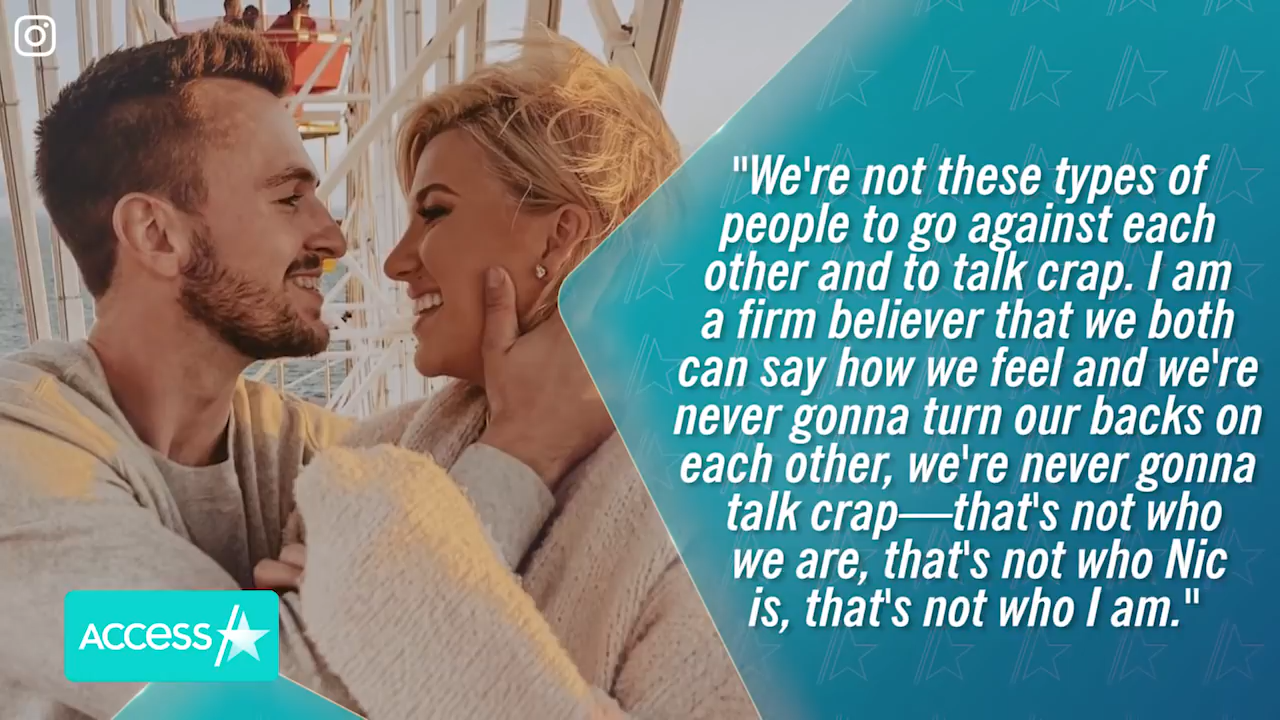 "We're not these types of
people to go against each
other and to talk crap. I am
a firm believer that we both
can say how we feel and we're
never gonna turn our backs on
each other, we're never gonna
talk crap—that's not who
we are, that's not who Nic
is, that's not who I am."
ACCESS